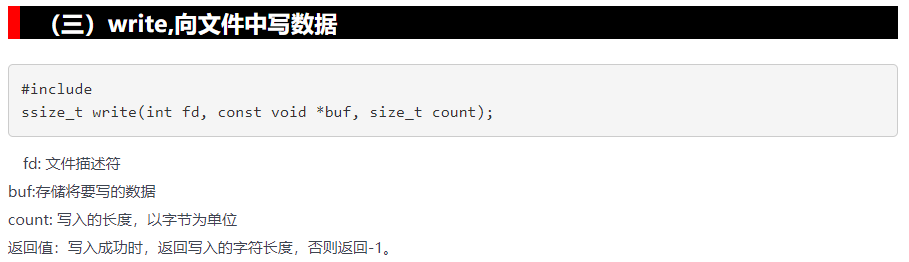 （三）write,向文件中写数据
#include
ssize_t write(int fd, const void *buf, size_t count);
fd: 文件描述符
buf:存储将要写的数据
count: 写入的长度，以字节为单位
返回值：写入成功时，返回写入的字符长度，否则返回-1。